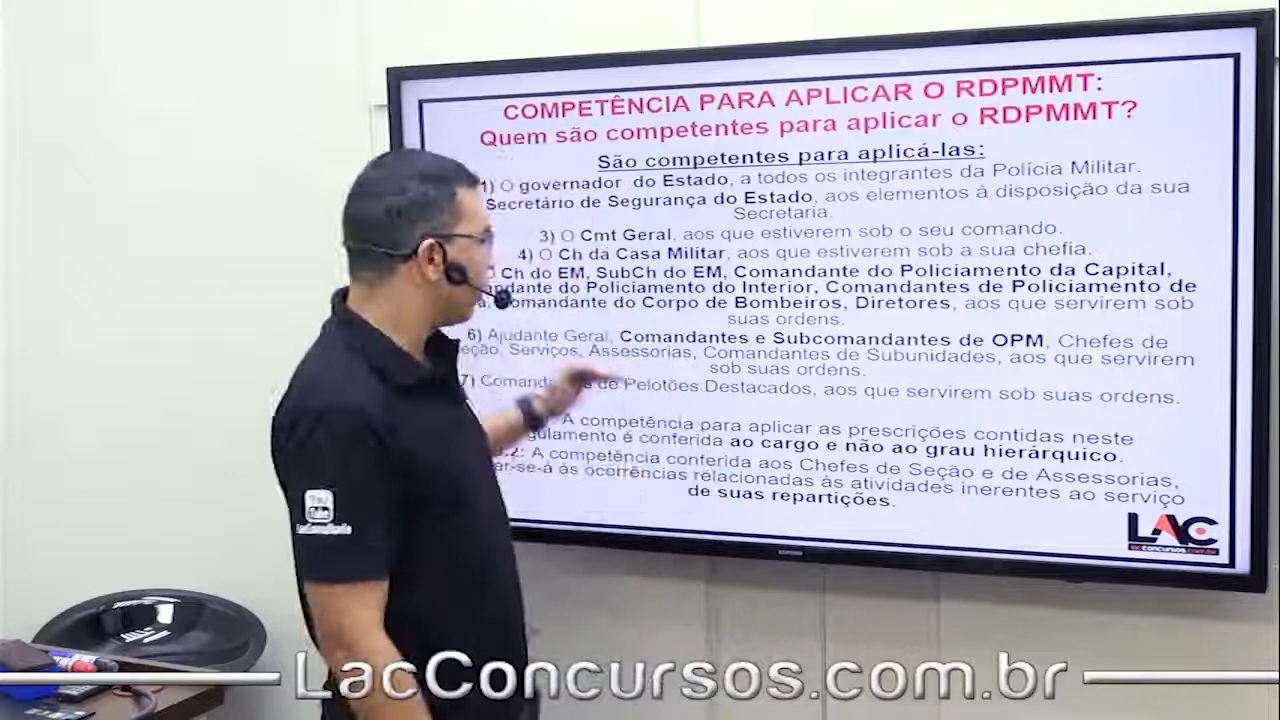 COMPETÊNCIA PARA APLICAR O RDPMMT:
Quem são competentes para aplicar o RDPMMT?
São competentes para aplicá-las:
1) O governador do Estado, a todos os integrantes da Polícia Militar.
Secretário de Segurança do Estado, aos elementos à disposição da sua
Secretaria.
3) O Cmt Geral, aos que estiverem sob o seu comando.
4) O Ch da Casa Militar, aos que estiverem sob a sua chefia.
Ch do EM, SubCh do EM, Comandante do Policiamento da Capital,
do Policiamento do Interior, Comandantes de Policiamento de
Comandante do Corpo de Bombeiros, Diretores, aos que servirem sob
suas ordens.
6) Ajudante Geral, Comandantes e Subcomandantes de OPM, Chefes de
Serviços, Assessorias, Comandantes de Subunidades, aos que servirem
sob suas ordens.
7) de Pelotões Destacados, aos que servirem sob suas ordens.
A competência para aplicar as prescrições contidas neste
é conferida ao cargo e não ao grau hierárquico.
A competência conferida aos Chefes de Seção e de Assessorias,
às ocorrências relacionadas às atividades inerentes ao serviço
de suas repartições.
LAC
lacconcursos.com.br
You
Tube
LacConcursos.com.br